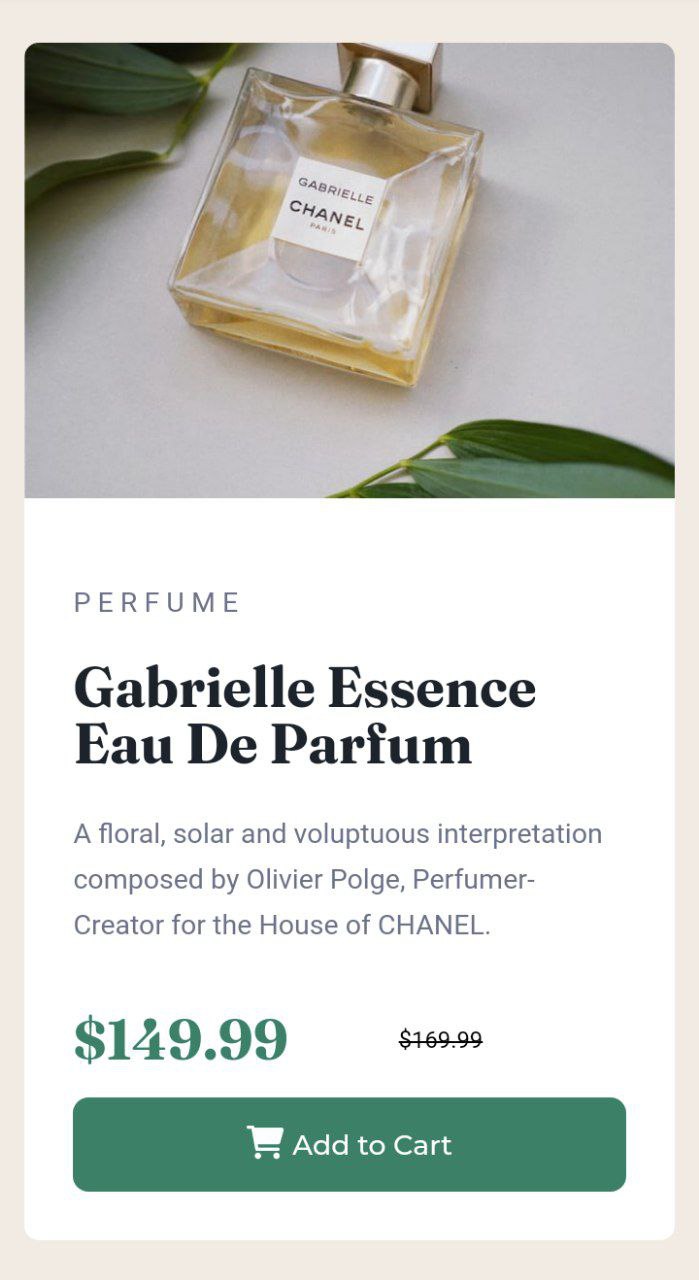 GABRIELLE
CHANEL
PARIS
PERFUME
Gabrielle Essence
Eau De Parfum
A floral, solar and voluptuous interpretation
composed by Olivier Polge, Perfumer-
Creator for the House of CHANEL.
$149.99 $169.99
Add to Cart